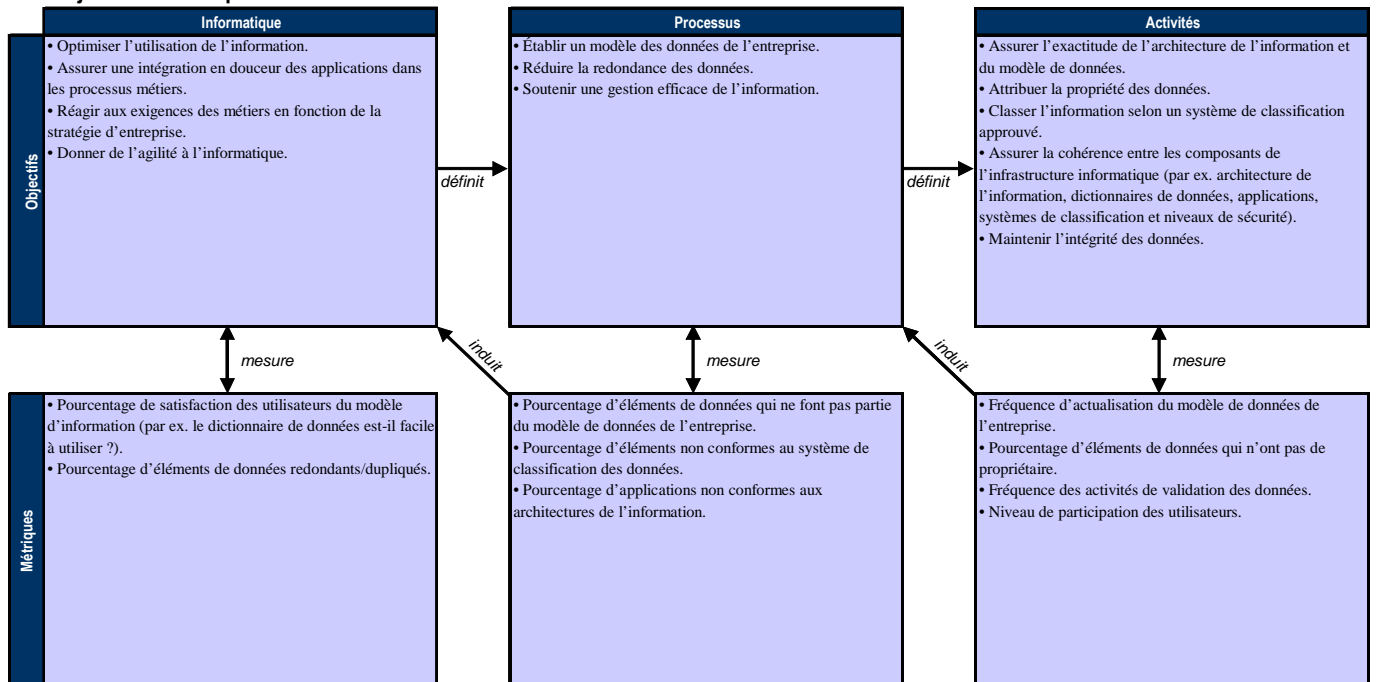 Informatique
Processus
Activités
Objectifs
• Optimiser l’utilisation de l’information.
• Assurer une intégration en douceur des applications dans
les processus métiers.
• Réagir aux exigences des métiers en fonction de la
stratégie d’entreprise.
• Donner de l’agilité à l’informatique.
définit
• Établir un modèle des données de l’entreprise.
• Réduire la redondance des données.
• Soutenir une gestion efficace de l’information.
définit
• Assurer l’exactitude de l’architecture de l’information et
du modèle de données.
• Attribuer la propriété des données.
• Classer l’information selon un système de classification
approuvé.
• Assurer la cohérence entre les composants de
l’infrastructure informatique (par ex. architecture de
l’information, dictionnaires de données, applications,
systèmes de classification et niveaux de sécurité).
• Maintenir l’intégrité des données.
mesure
induit
mesure
induit
mesure
Métriques
• Pourcentage de satisfaction des utilisateurs du modèle
d’information (par ex. le dictionnaire de données est-il facile
à utiliser ?).
• Pourcentage d’éléments de données redondants/dupliqués.
• Pourcentage d’éléments de données qui ne font pas partie
du modèle de données de l’entreprise.
• Pourcentage d’éléments non conformes au système de
classification des données.
• Pourcentage d’applications non conformes aux
architectures de l’information.
• Fréquence d’actualisation du modèle de données de
l’entreprise.
• Pourcentage d’éléments de données qui n’ont pas de
propriétaire.
• Fréquence des activités de validation des données.
• Niveau de participation des utilisateurs.